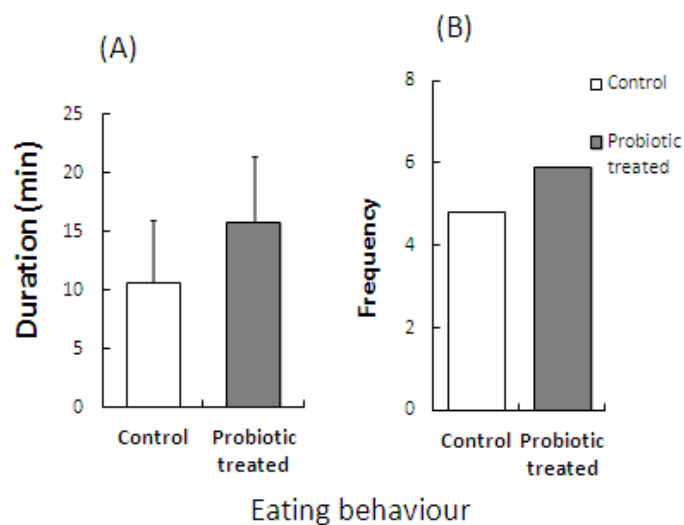 (A)
Duration (min)
25
20
15
10
5
0
Control
Probiotic
treated
(B)
Frequency
8
6
4
2
0
Control
Probiotic
treated
Control
Probiotic
treated
Eating behaviour